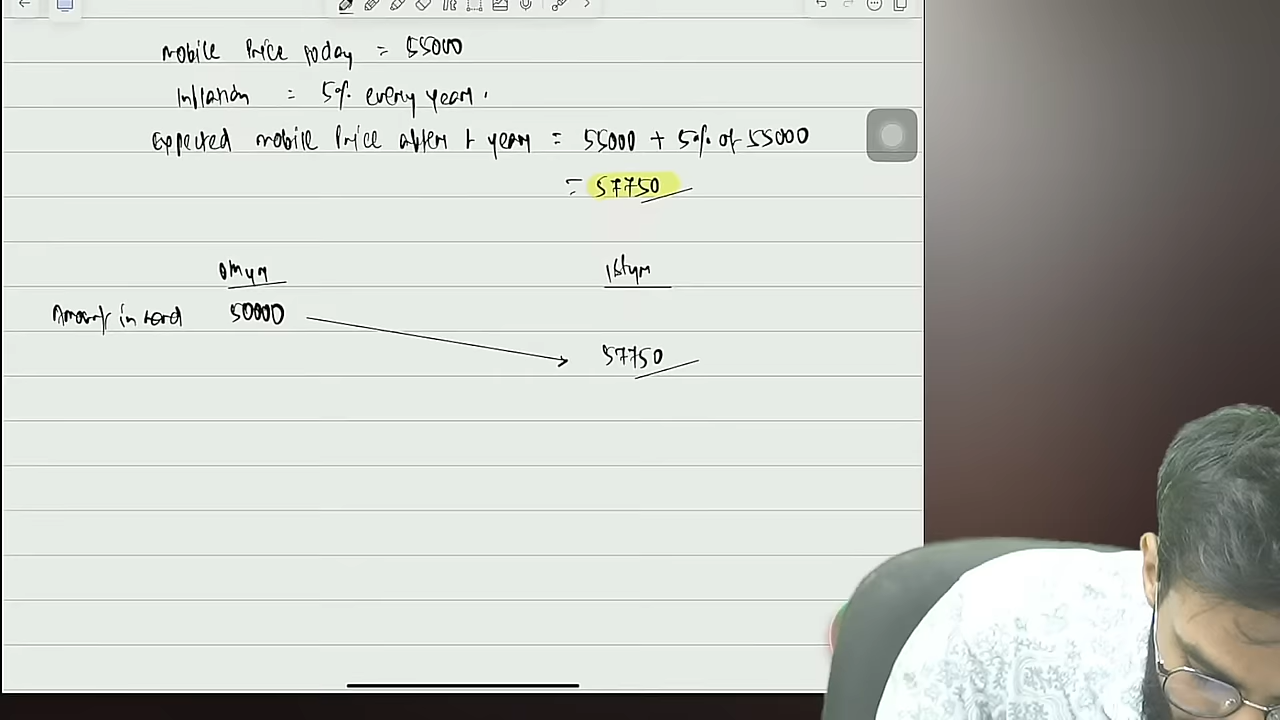 Mobile Price today = 55000
Inflation = 5% every year.
Expected mobile Price after 1 year = 55000 + 5% of 55000
= 57750
0th yr 1st yr
Amount in hand 50000
57750